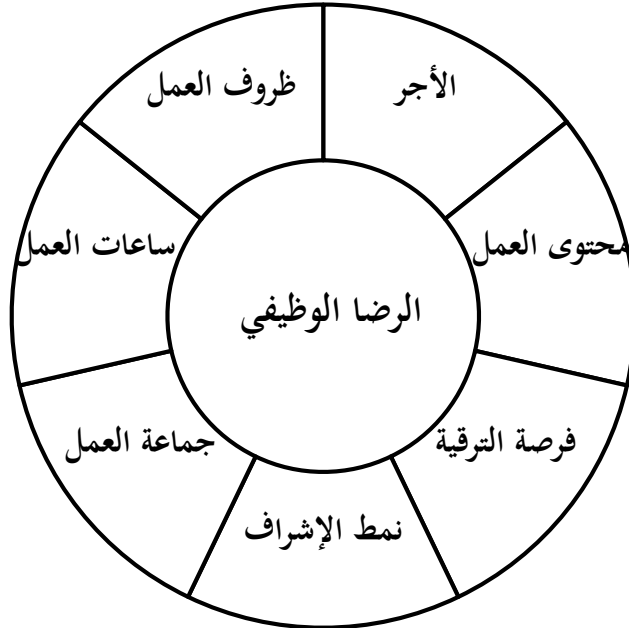 الأجر
ظروف العمل
محتوى العمل
ساعات العمل
الرضا الوظيفي
فرصة الترقية
جماعة العمل
نمط الإشراف